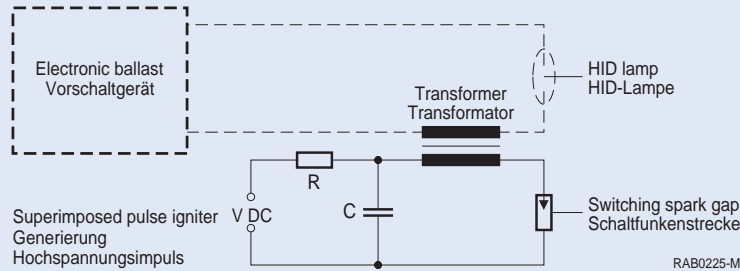 Electronic ballast
Vorschaltgerät
HID lamp
HID-Lampe
Transformer
Transformator
R
V DC
C
Switching spark gap
Schaltfunkenstrecke
Superimposed pulse igniter
Generierung
Hochspannungsimpuls
RAB0225-M